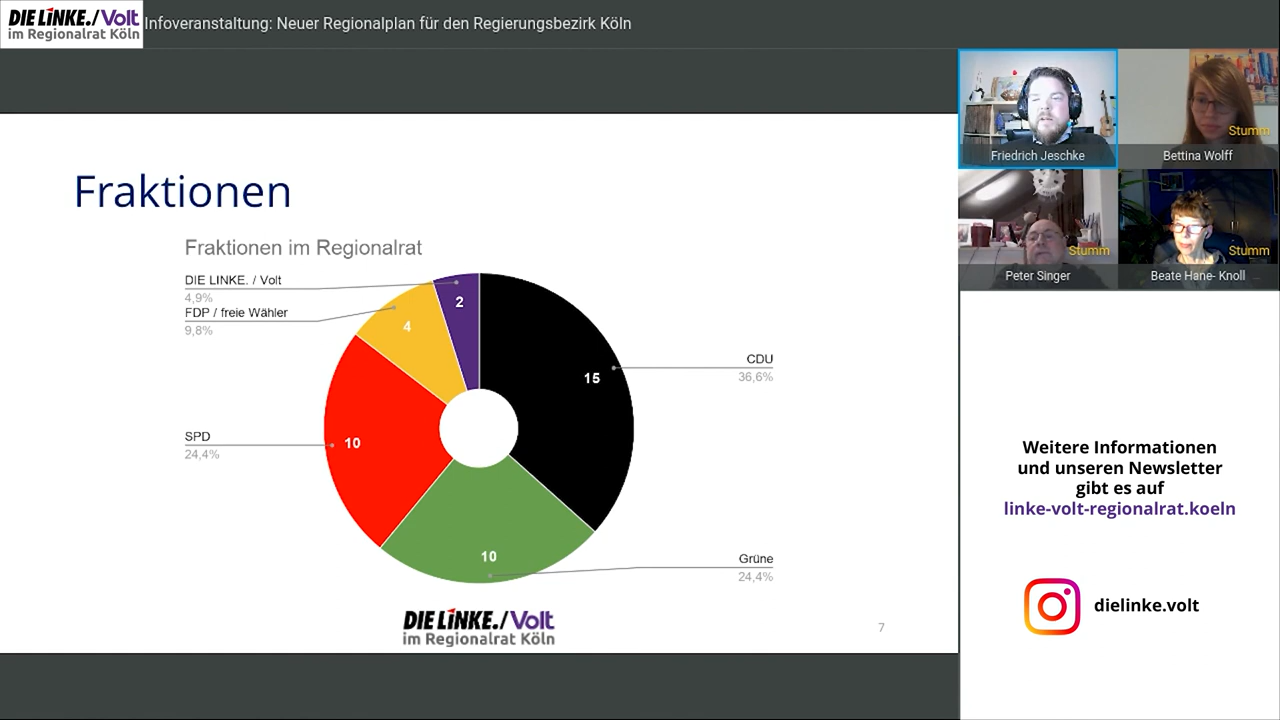 DIE LINKE./Volt
im Regionalrat Köln
Infoveranstaltung: Neuer Regionalplan für den Regierungsbezirk Köln
Fraktionen
Fraktionen im Regionalrat
DIE LINKE. / Volt
4,9%
FDP / freie Wähler
9,8%
SPD
24,4%
CDU
36,6%
Grüne
24,4%
2
4
15
10
10
DIE LINKE./Volt
im Regionalrat Köln
7
Friedrich Jeschke
Stumm
Bettina Wolff
Stumm
Peter Singer
Stumm
Beate Hane- Knoll
Weitere Informationen
und unseren Newsletter
gibt es auf
linke-volt-regionalrat.koeln
dielinke.volt